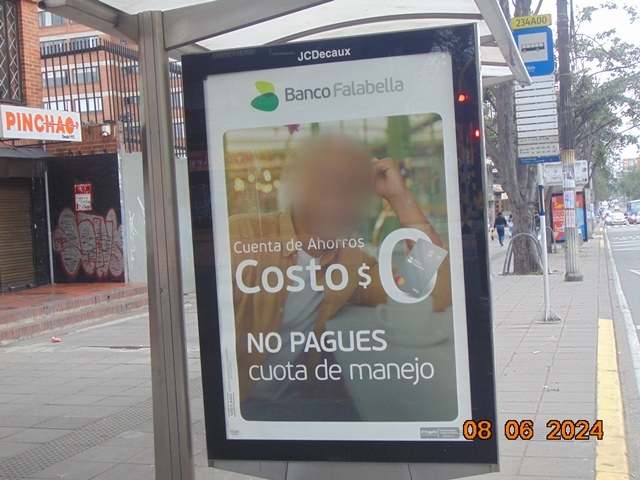 JCDecaux
234A00
Banco Falabella
PINCHAO
Cuenta de Ahorros
Costo $ 0
NO PAGUES
cuota de manejo
08 06 2024